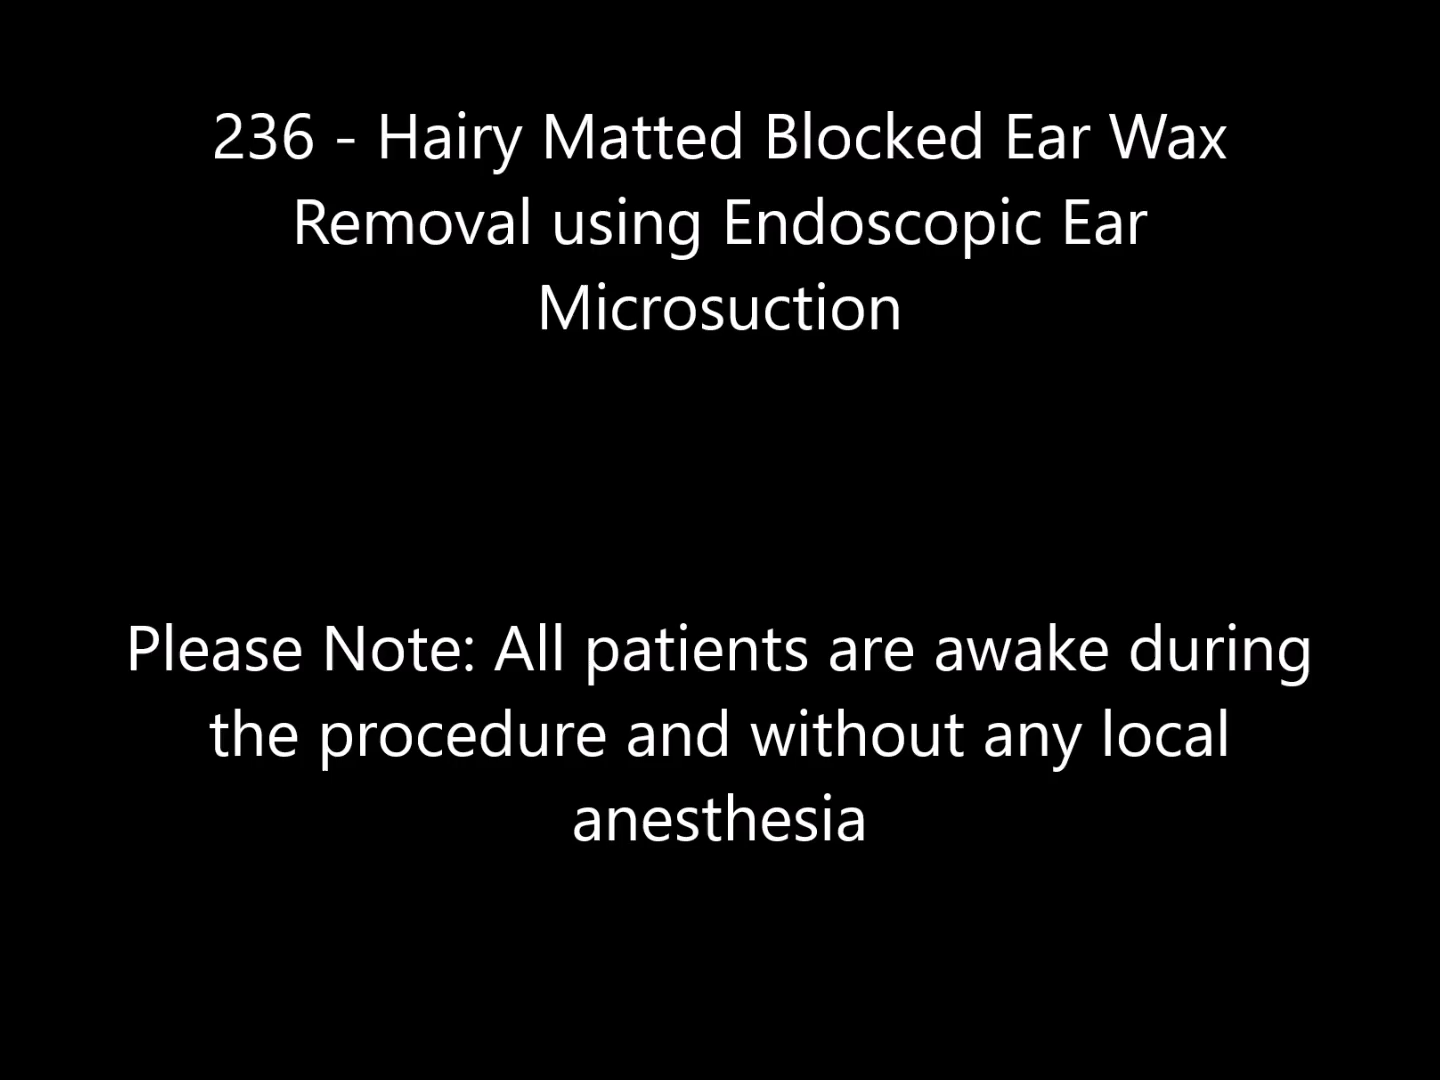 236 - Hairy Matted Blocked Ear Wax
Removal using Endoscopic Ear
Microsuction
Please Note: All patients are awake during
the procedure and without any local
anesthesia